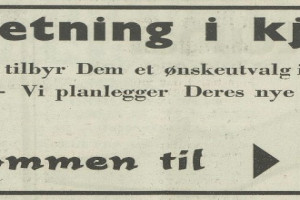 etning i kj
tilbyr Dem et ønskeutvalg i
- Vi planlegger Deres nye
ommen til